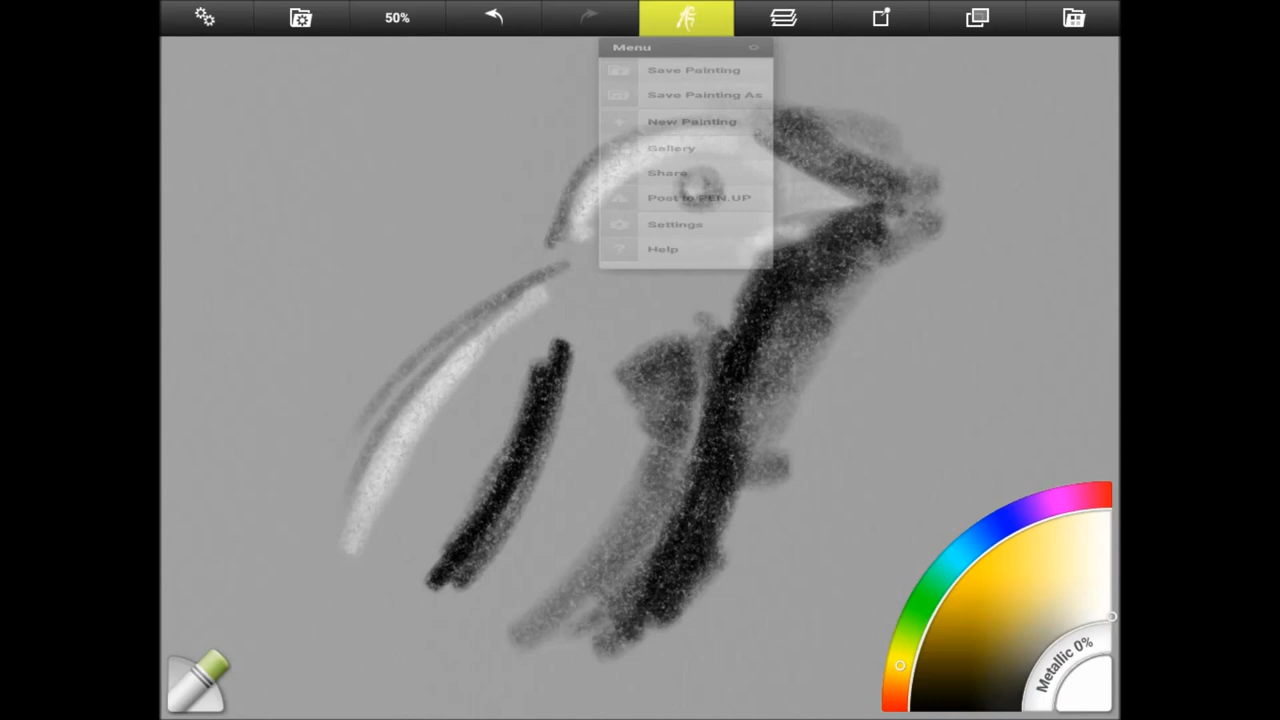 50%
Menu
Save Painting
Save Painting As
New Painting
Gallery
Share
Post to PEN.UP
Settings
Help
Metallic 0%